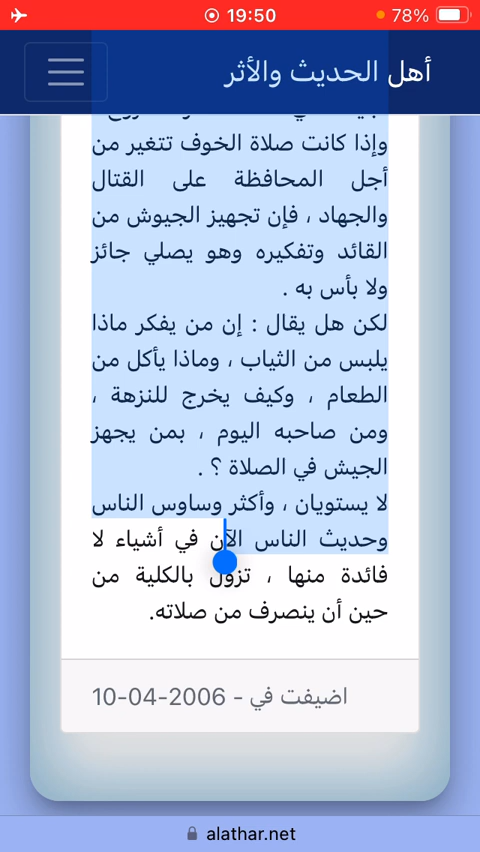 19:50
78%
أهل الحديث والأثر
وإذا كانت صلاة الخوف تتغير من
أجل المحافظة على القتال
والجهاد ، فإن تجهيز الجيوش من
القائد وتفكيره وهو يصلي جائز
ولا بأس به .
لكن هل يقال : إن من يفكر ماذا
يلبس من الثياب ، وماذا يأكل من
الطعام ، وكيف يخرج للنزهة ،
ومن صاحبه اليوم ، بمن يجهز
الجيش في الصلاة ؟ .
لا يستويان ، وأكثر وساوس الناس
وحديث الناس الآن في أشياء لا
فائدة منها ، تزول بالكلية من
حين أن ينصرف من صلاته.
اضيفت في - 2006-04-10
alathar.net